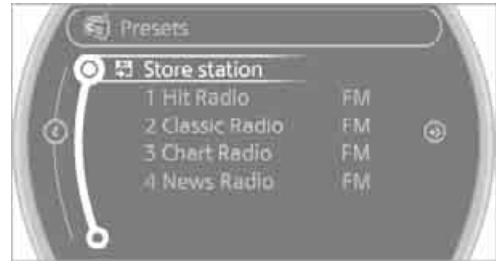 Presets
Store station
1 Hit Radio FM
2 Classic Radio FM
3 Chart Radio FM
4 News Radio FM